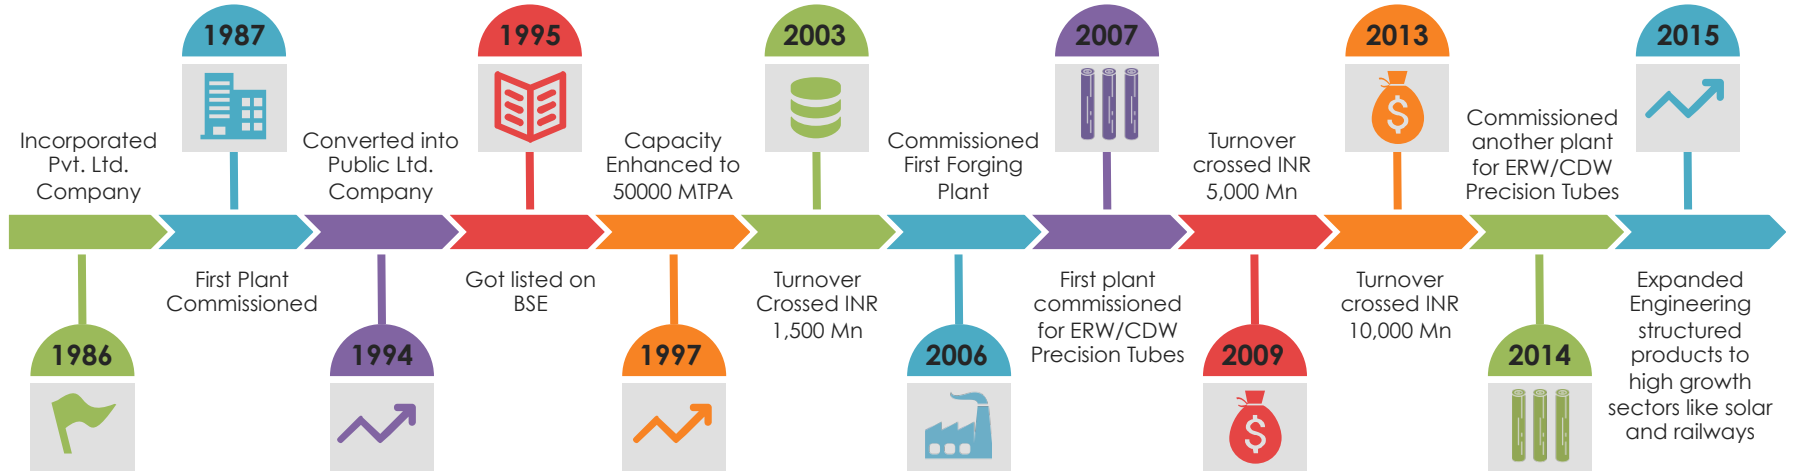 1986
Incorporated
Pvt. Ltd.
Company
1987
First Plant
Commissioned
1994
Converted into
Public Ltd.
Company
1995
Got listed on
BSE
1997
Capacity
Enhanced to
50000 MTPA
2003
Turnover
Crossed INR
1,500 Mn
2006
Commissioned
First Forging
Plant
2007
First plant
commissioned
for ERW/CDW
Precision Tubes
2009
Turnover
crossed INR
5,000 Mn
2013
Turnover
crossed INR
10,000 Mn
2014
Commissioned
another plant
for ERW/CDW
Precision Tubes
2015
Expanded
Engineering
structured
products to
high growth
sectors like solar
and railways